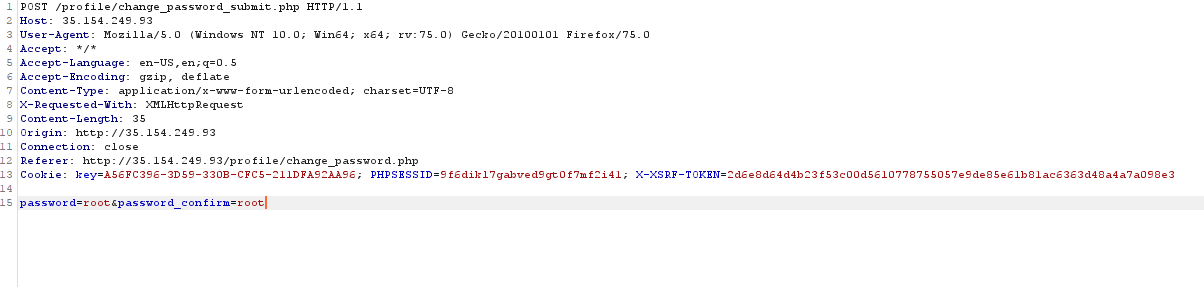 1 POST /profile/change_password_submit.php HTTP/1.1
2 Host: 35.154.249.93
3 User-Agent: Mozilla/5.0 (Windows NT 10.0; Win64; x64; rv:75.0) Gecko/20100101 Firefox/75.0
4 Accept: */*
5 Accept-Language: en-US,en;q=0.5
6 Accept-Encoding: gzip, deflate
7 Content-Type: application/x-www-form-urlencoded; charset=UTF-8
8 X-Requested-With: XMLHttpRequest
9 Content-Length: 35
10 Origin: http://35.154.249.93
11 Connection: close
12 Referer: http://35.154.249.93/profile/change_password.php
13 Cookie: key=A56FC396-3D59-330B-CFC5-211DFA92AA96; PHPSESSID=9f6dikl7gabved9gt0f7mf2i41; X-XSRF-TOKEN=2d6e8d64d4b23f53c00d5610778755057e9de85e61b81ac6363d48a4a7a098e3
14
15 password=root&password_confirm=root